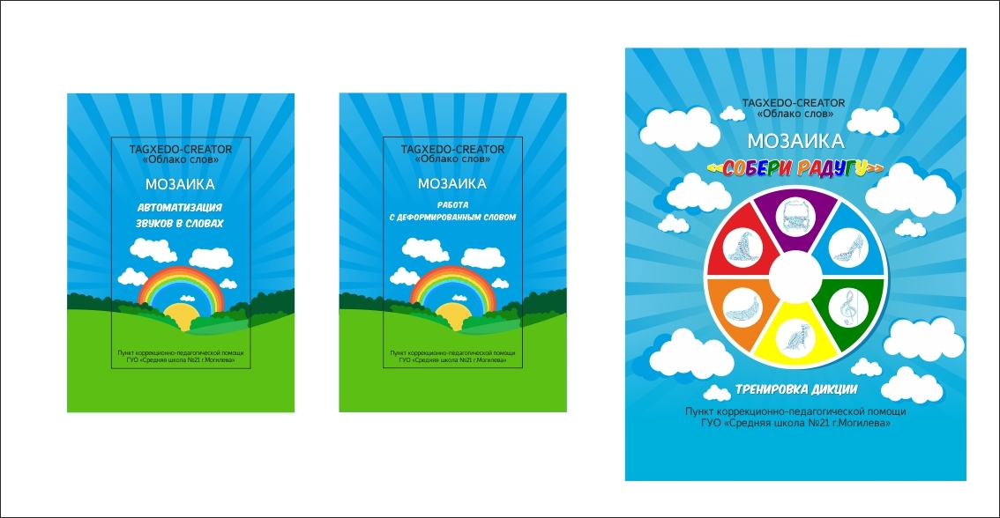 TAGXEDO-CREATOR
«Облако слов»
МОЗАИКА
АВТОМАТИЗАЦИЯ
ЗВУКОВ В СЛОВАХ
Пункт коррекционно-педагогической помощи
ГУО «Средняя школа №21 г.Могилева»
TAGXEDO-CREATOR
«Облако слов»
МОЗАИКА
РАБОТА
С ДЕФОРМИРОВАННЫМ СЛОВОМ
Пункт коррекционно-педагогической помощи
ГУО «Средняя школа №21 г.Могилева»
TAGXEDO-CREATOR
«Облако слов»
МОЗАИКА
«СОБЕРИ РАДУГУ»
ТРЕНИРОВКА ДИКЦИИ
Пункт коррекционно-педагогической помощи
ГУО «Средняя школа №21 г.Могилева»